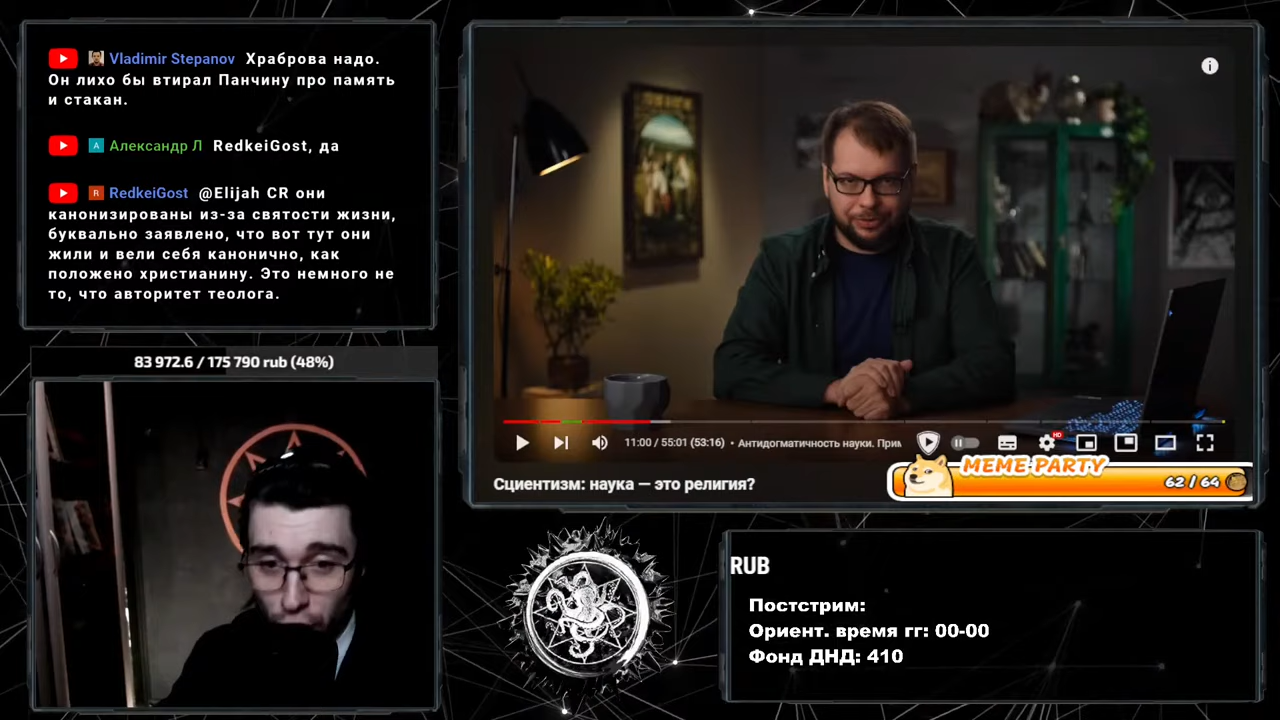 Vladimir Stepanov Храброва надо.
Он лихо бы втирал Панчину про память
и стакан.
А Александр Л RedkeiGost, да
R RedkeiGost @Elijah CR они
канонизированы из-за святости жизни,
буквально заявлено, что вот тут они
жили и вели себя канонично, как
положено христианину. Это немного не
то, что авторитет теолога.
83 972.6 / 175 790 rub (48%)
11:00 / 55:01 (53:16) • Антидогматичность науки. Прим
HD
Сциентизм: наука — это религия?
MEME PARTY
62 / 64
RUB
Постстрим:
Ориент. время гг: 00-00
Фонд ДНД: 410